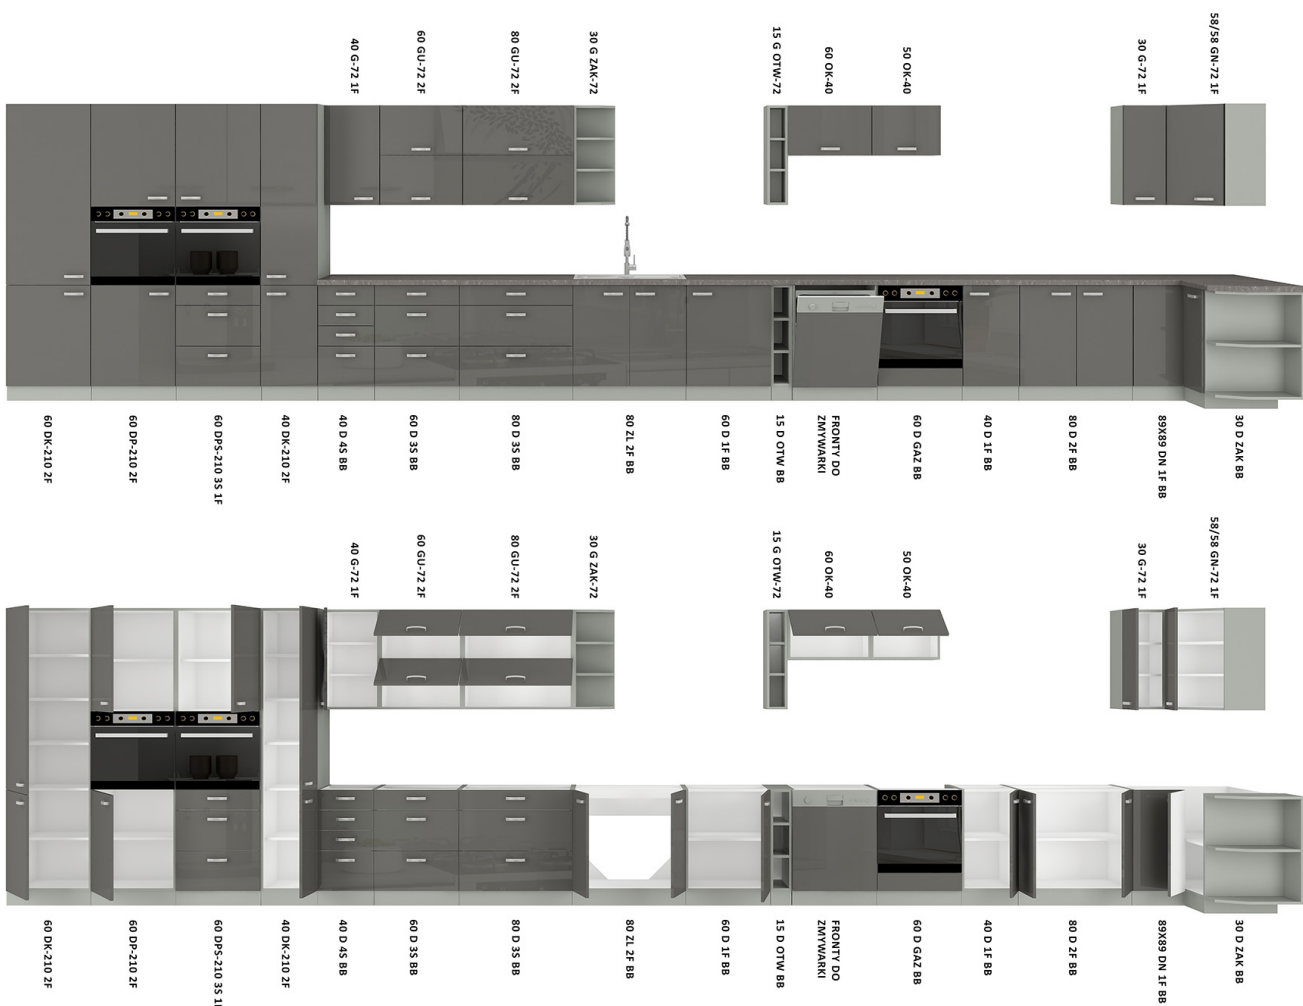 40 G-72 1F
60 GU-72 2F
80 GU-72 2F
30 G ZAK-72
15 G OTW-72
60 OK-40
50 OK-40
30 G-72 1F
58/58 GN-72 1F
60 DK-210 2F
60 DP-210 2F
60 DPS-210 3S 1F
40 DK-210 2F
40 D 4S BB
60 D 3S BB
80 D 3S BB
80 ZL 2F BB
60 D 1F BB
15 D OTW BB
FRONTY DO
ZMYWARKI
60 D GAZ BB
40 D 1F BB
80 D 2F BB
89X89 DN 1F BB
30 D ZAK BB
40 G-72 1F
60 GU-72 2F
80 GU-72 2F
30 G ZAK-72
15 G OTW-72
60 OK-40
50 OK-40
30 G-72 1F
58/58 GN-72 1F
60 DK-210 2F
60 DP-210 2F
60 DPS-210 3S 1F
40 DK-210 2F
40 D 4S BB
60 D 3S BB
80 D 3S BB
80 ZL 2F BB
60 D 1F BB
15 D OTW BB
FRONTY DO
ZMYWARKI
60 D GAZ BB
40 D 1F BB
80 D 2F BB
89X89 DN 1F BB
30 D ZAK BB